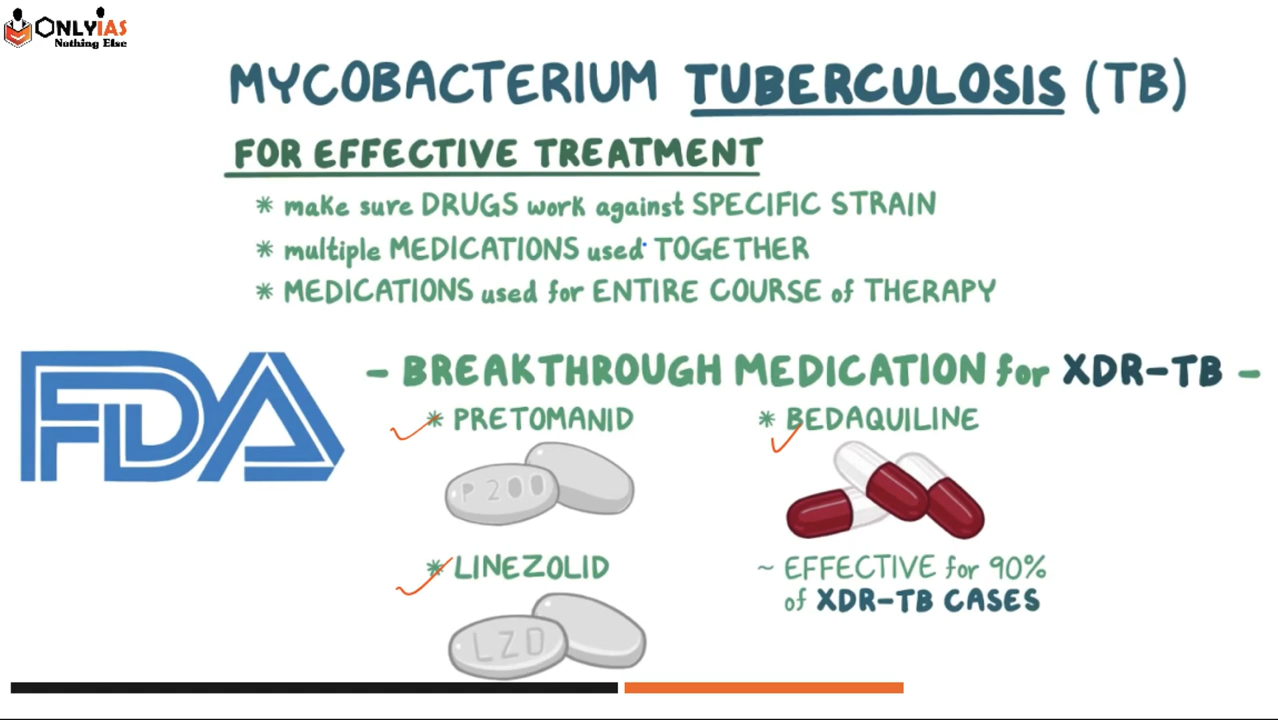 ONLYIAS
Nothing Else
MYCOBACTERIUM TUBERCULOSIS (TB)
FOR EFFECTIVE TREATMENT
* make sure DRUGS work against SPECIFIC STRAIN
* multiple MEDICATIONS used TOGETHER
* MEDICATIONS used for ENTIRE COURSE of THERAPY
FDA
- BREAKTHROUGH MEDICATION for XDR-TB -
* PRETOMANID
* BEDAQUILINE
P 200
* LINEZOLID
~ EFFECTIVE for 90%
of XDR-TB CASES
LZD